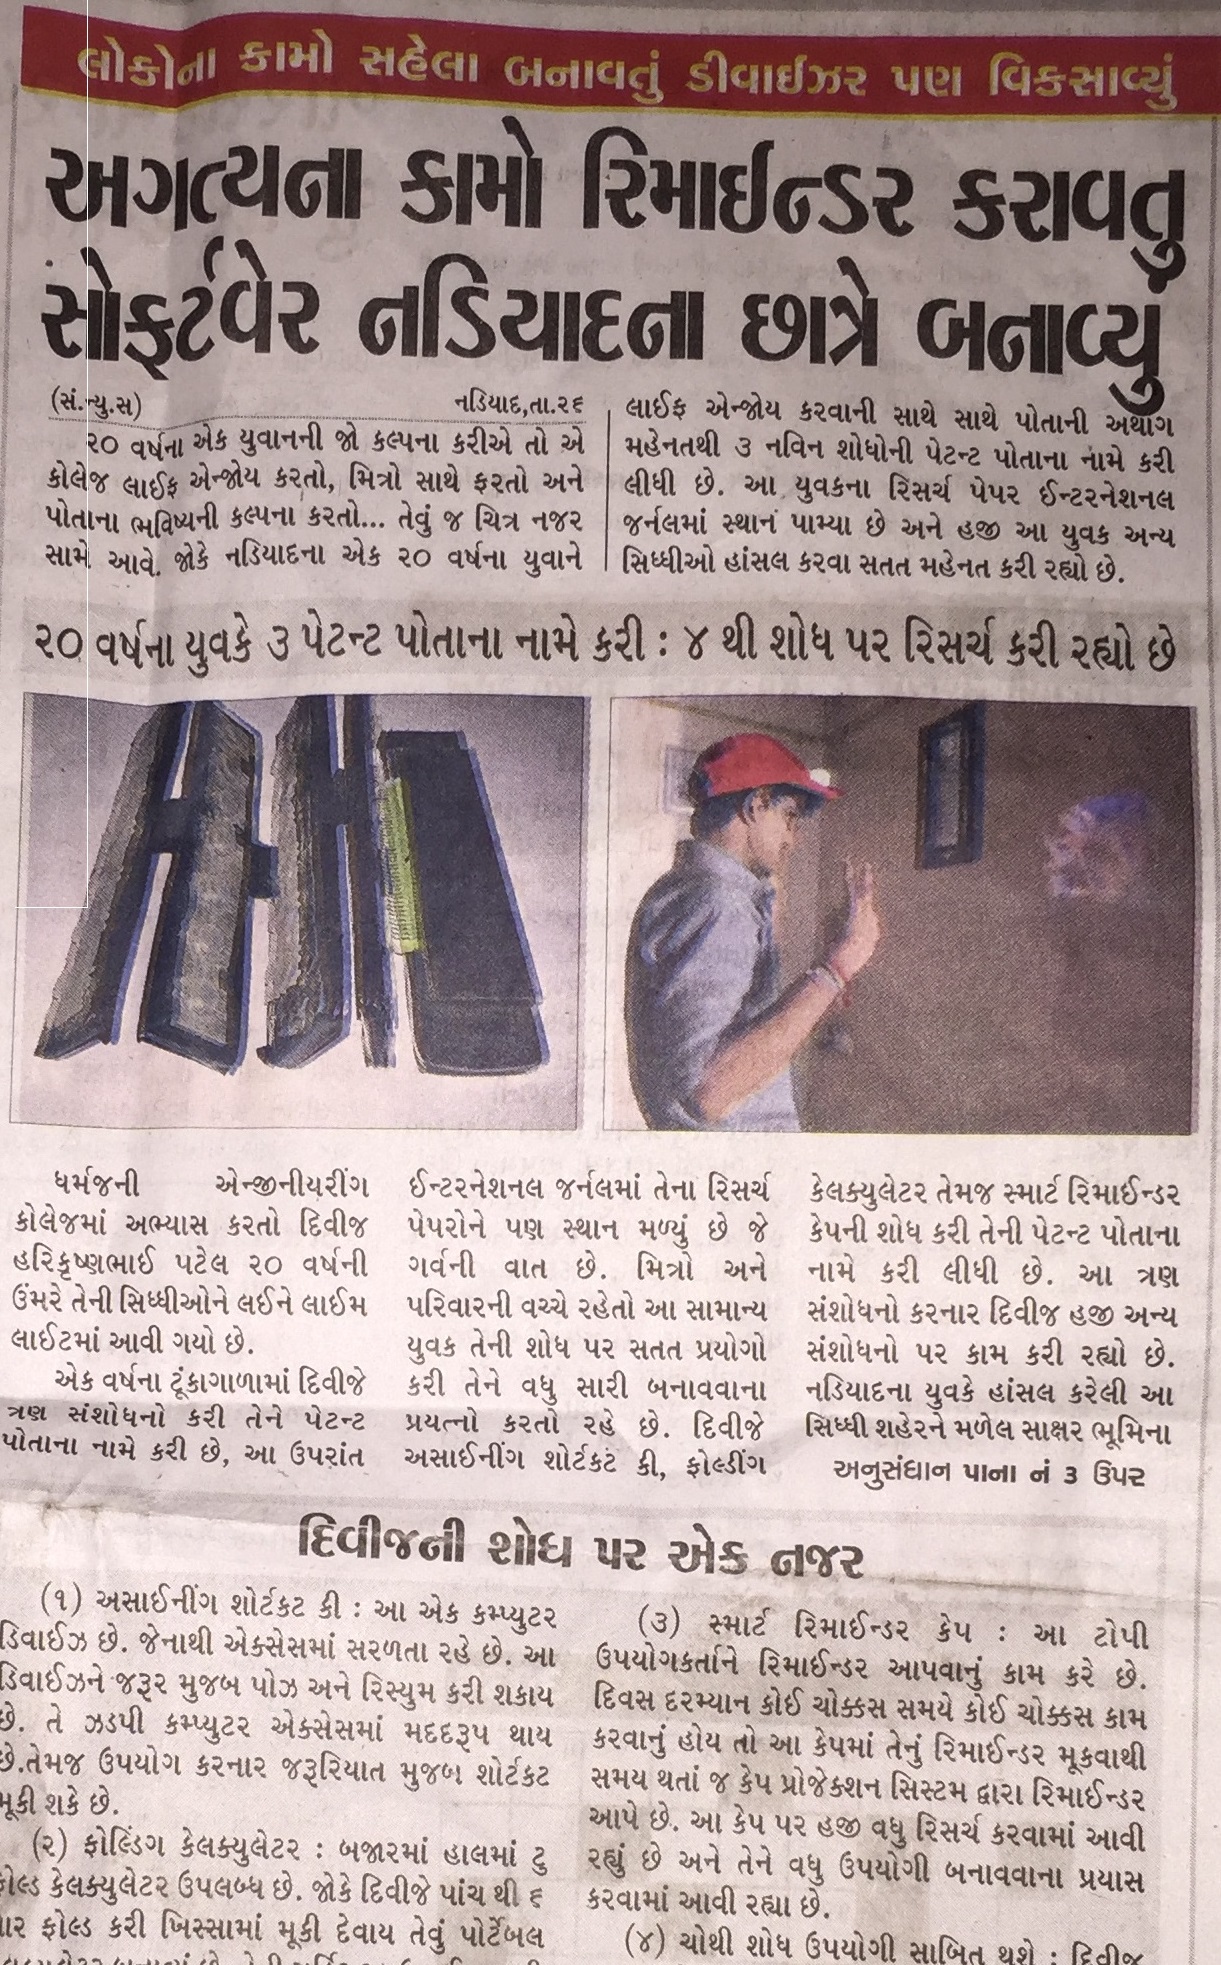 લોકોના કામો સહેલા બનાવતું ડીવાઈઝર પણ વિકસાવ્યું
અગત્યના કામો રિમાઈન્ડર કરાવતુ
સોફ્ટવેર નડિયાદના છાત્રે બનાવ્યું
(સં.ન્યુ.સ) નડિયાદ,તા.૨૬
૨૦ વર્ષના એક યુવાનની જો કલ્પના કરીએ તો એ
કોલેજ લાઈફ એન્જોય કરતો, મિત્રો સાથે ફરતો અને
પોતાના ભવિષ્યની કલ્પના કરતો... તેવું જ ચિત્ર નજર
સામે આવે. જોકે નડિયાદના એક ૨૦ વર્ષના યુવાને
લાઈફ એન્જોય કરવાની સાથે સાથે પોતાની અથાગ
મહેનતથી ૩ નવિન શોધોની પેટન્ટ પોતાના નામે કરી
લીધી છે. આ યુવકના રિસર્ચ પેપર ઈન્ટરનેશનલ
જર્નલમાં સ્થાન પામ્યા છે અને હજી આ યુવક અન્ય
સિધ્ધીઓ હાંસલ કરવા સતત મહેનત કરી રહ્યો છે.
૨૦ વર્ષના યુવકે ૩ પેટન્ટ પોતાના નામે કરી : ૪ થી શોધ પર રિસર્ચ કરી રહ્યો છે
ધર્મજની એન્જીનીયરીંગ
કોલેજમાં અભ્યાસ કરતો દિવીજ
હરિકૃષ્ણભાઈ પટેલ ૨૦ વર્ષની
ઉંમરે તેની સિધ્ધીઓને લઈને લાઈમ
લાઈટમાં આવી ગયો છે.
એક વર્ષના ટૂંકાગાળામાં દિવીજે
ત્રણ સંશોધનો કરી તેને પેટન્ટ
પોતાના નામે કરી છે, આ ઉપરાંત
ઈન્ટરનેશનલ જર્નલમાં તેના રિસર્ચ
પેપરોને પણ સ્થાન મળ્યું છે જે
ગર્વની વાત છે. મિત્રો અને
પરિવારની વચ્ચે રહેતો આ સામાન્ય
યુવક તેની શોધ પર સતત પ્રયોગો
કરી તેને વધુ સારી બનાવવાના
પ્રયત્નો કરતો રહે છે. દિવીજે
અસાઈનીંગ શોર્ટકટ કી, ફોલ્ડીંગ
કેલક્યુલેટર તેમજ સ્માર્ટ રિમાઈન્ડર
કેપની શોધ કરી તેની પેટન્ટ પોતાના
નામે કરી લીધી છે. આ ત્રણ
સંશોધનો કરનાર દિવીજ હજી અન્ય
સંશોધનો પર કામ કરી રહ્યો છે.
નડિયાદના યુવકે હાંસલ કરેલી આ
સિધ્ધી શહેરને મળેલ સાક્ષર ભૂમિના
અનુસંધાન પાના નં ૩ ઉપર
દિવીજની શોધ પર એક નજર
(૧) અસાઈનીંગ શોર્ટકટ કી : આ એક કમ્પ્યુટર
ડિવાઈઝ છે. જેનાથી એક્સેસમાં સરળતા રહે છે. આ
ડિવાઈઝને જરૂર મુજબ પોઝ અને રિસ્યુમ કરી શકાય
છે. તે ઝડપી કમ્પ્યુટર એક્સેસમાં મદદરૂપ થાય
છે.તેમજ ઉપયોગ કરનાર જરૂરિયાત મુજબ શોર્ટકટ
મૂકી શકે છે.
(૨) ફોલ્ડિંગ કેલક્યુલેટર : બજારમાં હાલમાં ટુ
ફોલ્ડ કેલક્યુલેટર ઉપલબ્ધ છે. જોકે દિવીજે પાંચ થી ૬
ફોલ્ડ કરી ખિસ્સામાં મૂકી દેવાય તેવું પોર્ટેબલ
(૩) સ્માર્ટ રિમાઈન્ડર કેપ : આ ટોપી
ઉપયોગકર્તાને રિમાઈન્ડર આપવાનું કામ કરે છે.
દિવસ દરમ્યાન કોઈ ચોક્કસ સમયે કોઈ ચોક્કસ કામ
કરવાનું હોય તો આ કેપમાં તેનું રિમાઈન્ડર મૂકવાથી
સમય થતાં જ કેપ પ્રોજેક્શન સિસ્ટમ દ્વારા રિમાઈન્ડર
આપે છે. આ કેપ પર હજી વધુ રિસર્ચ કરવામાં આવી
રહ્યું છે અને તેને વધુ ઉપયોગી બનાવવાના પ્રયાસ
કરવામાં આવી રહ્યા છે.
(૪) ચોથી શોધ ઉપયોગી સાબિત થશે : દિવીજ